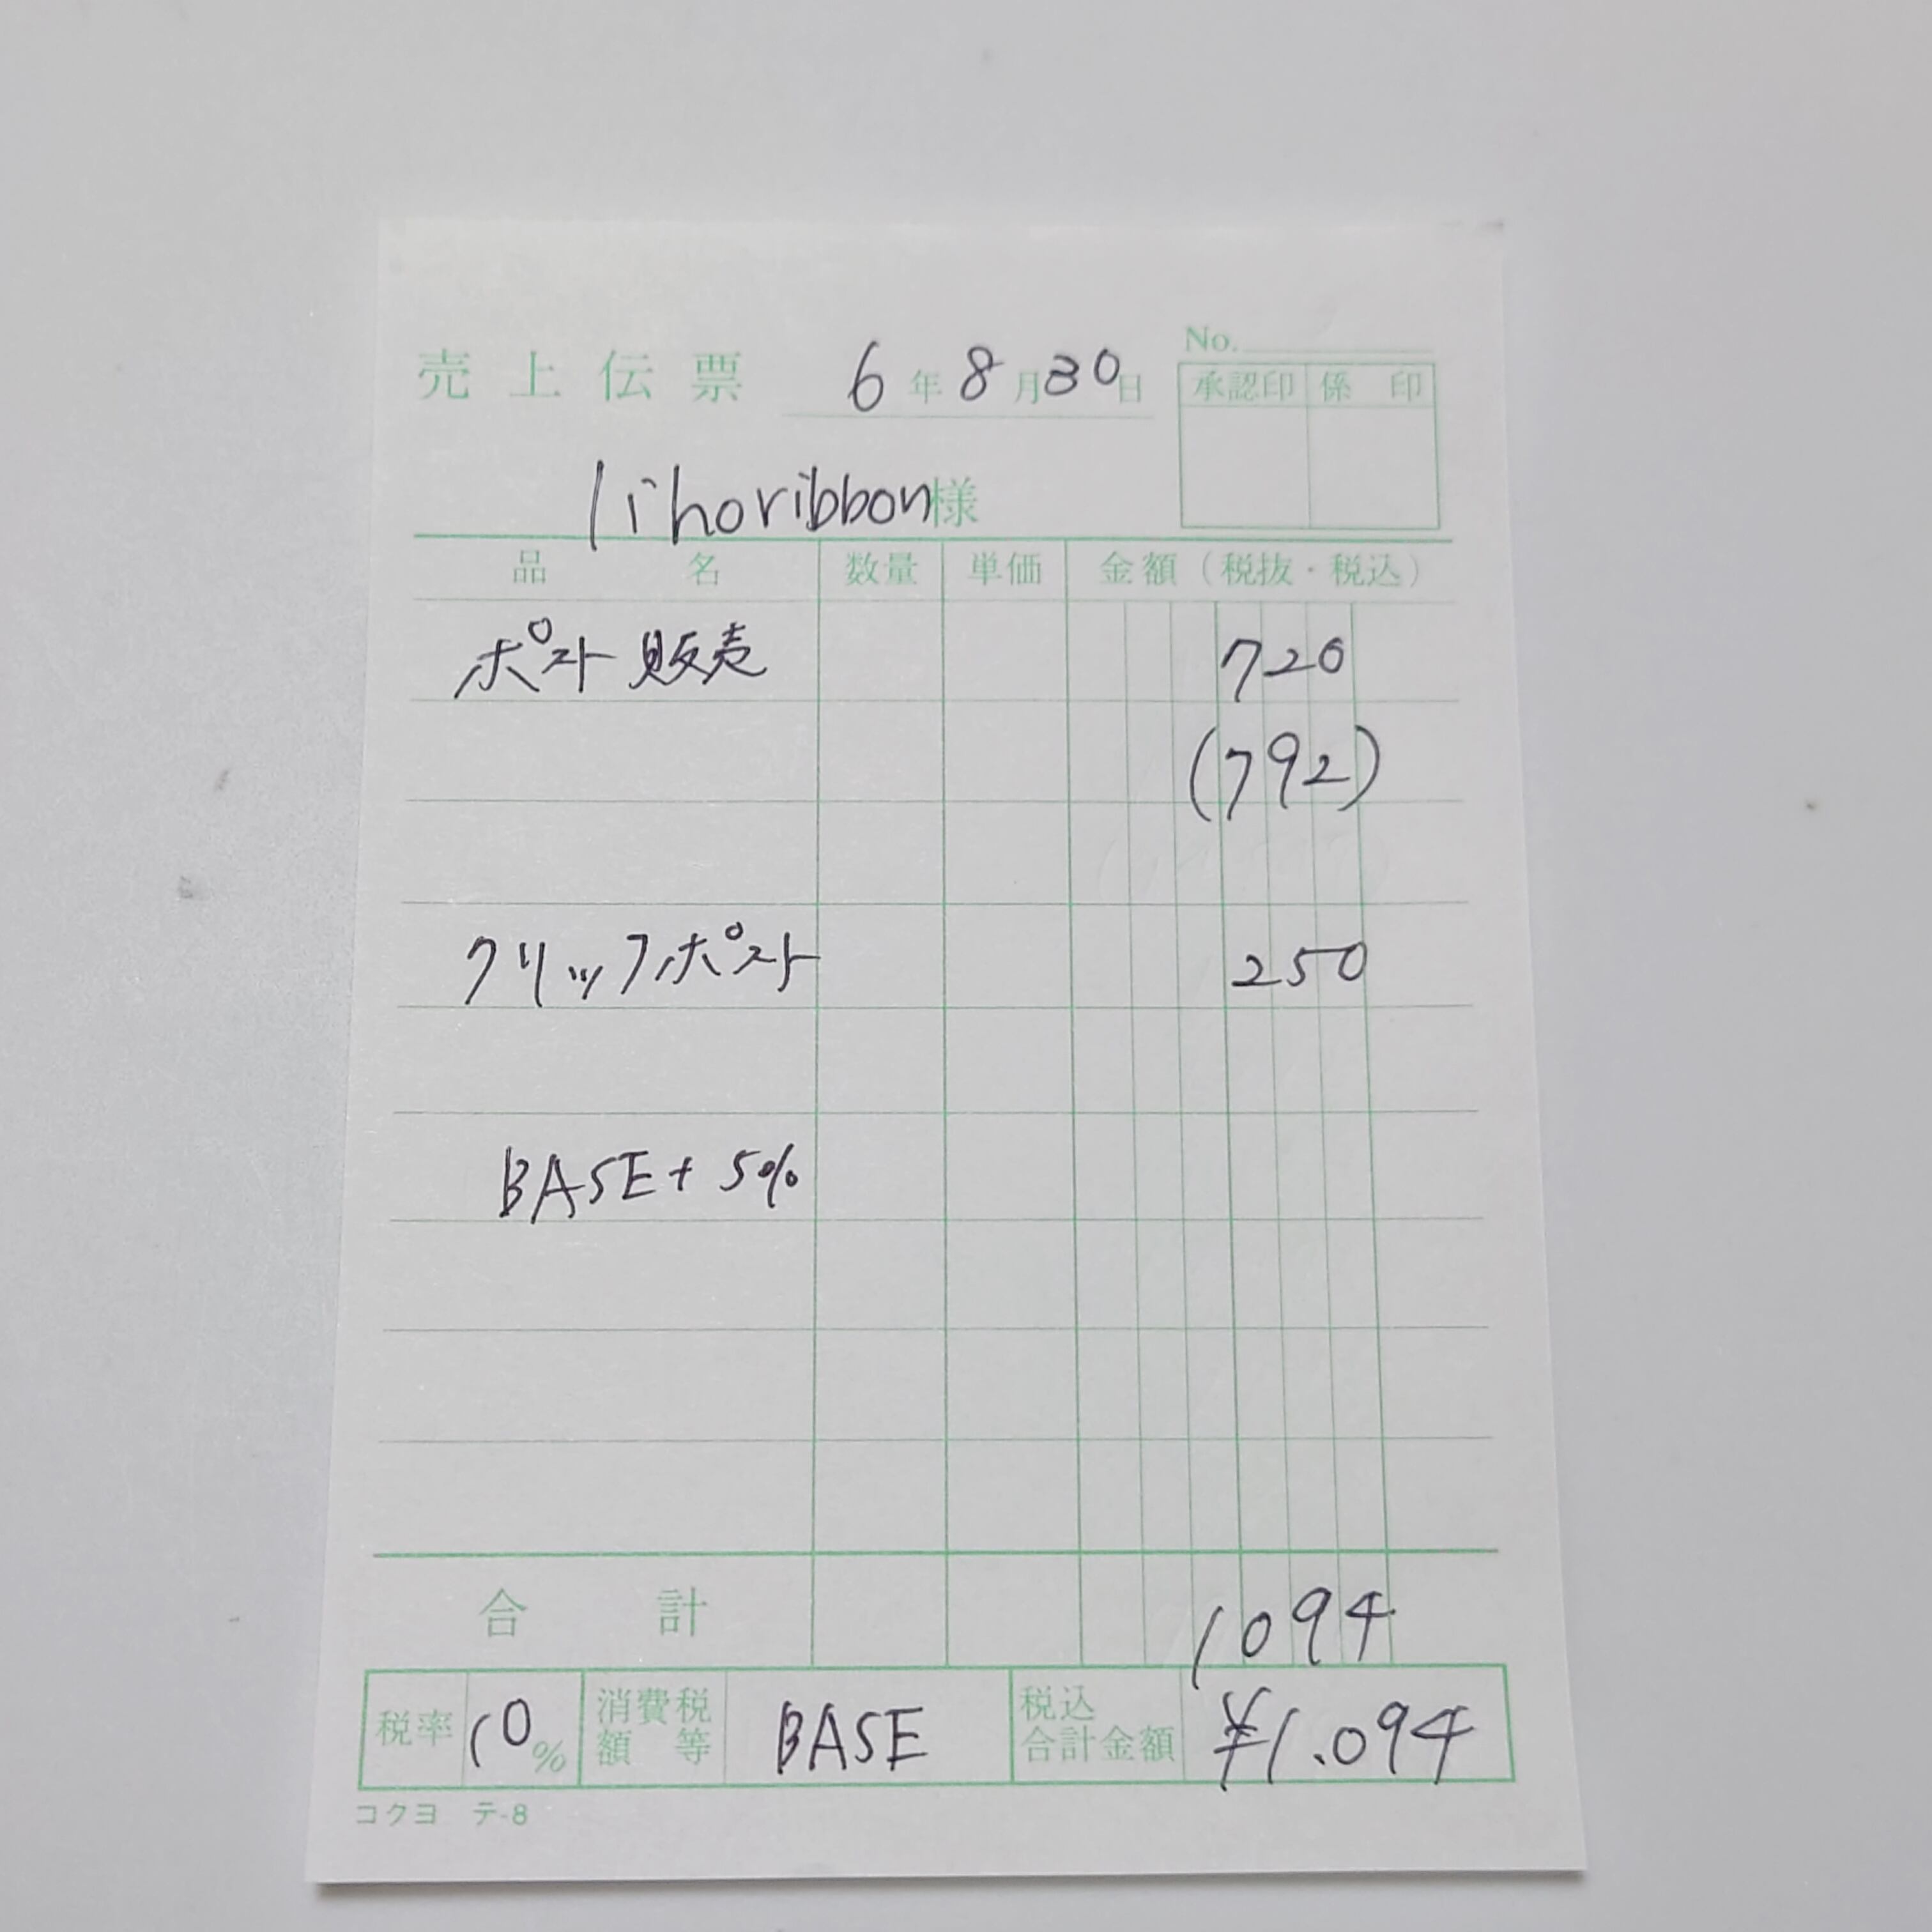 売上伝票 6年8月30日 No.
承認印 係印
lihoribbon様
品名 数量 単価 金額(税抜・税込)
ポスト販売 720
(792)
クリックポスト 250
BASE+5%
合計 1094
税率 10% 消費税額等 BASE 税込合計金額 ¥1.094
コクヨ テ-8